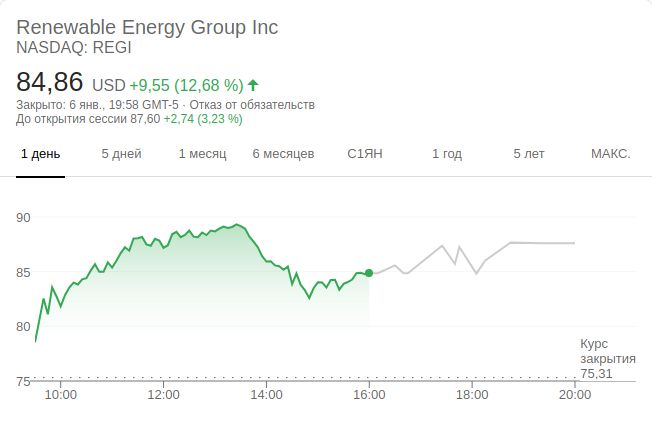 Renewable Energy Group Inc
NASDAQ: REGI
84,86 USD +9,55 (12,68 %)
Закрыто: 6 янв., 19:58 GMT-5 · Отказ от обязательств
До открытия сессии 87,60 +2,74 (3,23 %)
1 день 5 дней 1 месяц 6 месяцев С1ЯН 1 год 5 лет МАКС.
90
85
80
Курс
закрытия
75,31
75
10:00 12:00 14:00 16:00 18:00 20:00